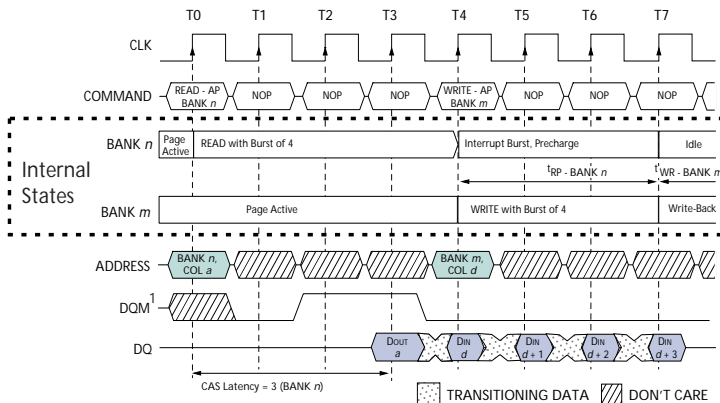 T0 T1 T2 T3 T4 T5 T6 T7
CLK
COMMAND
READ - AP
BANK n
NOP NOP NOP
WRITE - AP
BANK m
NOP NOP NOP
Internal
States
BANK n
Page
Active
READ with Burst of 4
Interrupt Burst, Precharge
Idle
tRP - BANK n
tWR - BANK m
BANK m
Page Active
WRITE with Burst of 4
Write-Back
ADDRESS
BANK n,
COL a
BANK m,
COL d
DQM1
DQ
DOUT
a
DIN
d
DIN
d + 1
DIN
d + 2
DIN
d + 3
CAS Latency = 3 (BANK n)
TRANSITIONING DATA
DON'T CARE